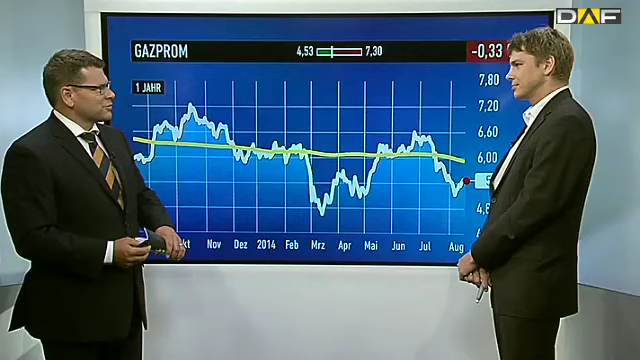 DAF
GAZPROM 4,53 7,30 -0,33
1 JAHR
7,80
7,20
6,60
6,00
Nov Dez 2014 Feb Mrz Apr Mai Jun Jul Aug